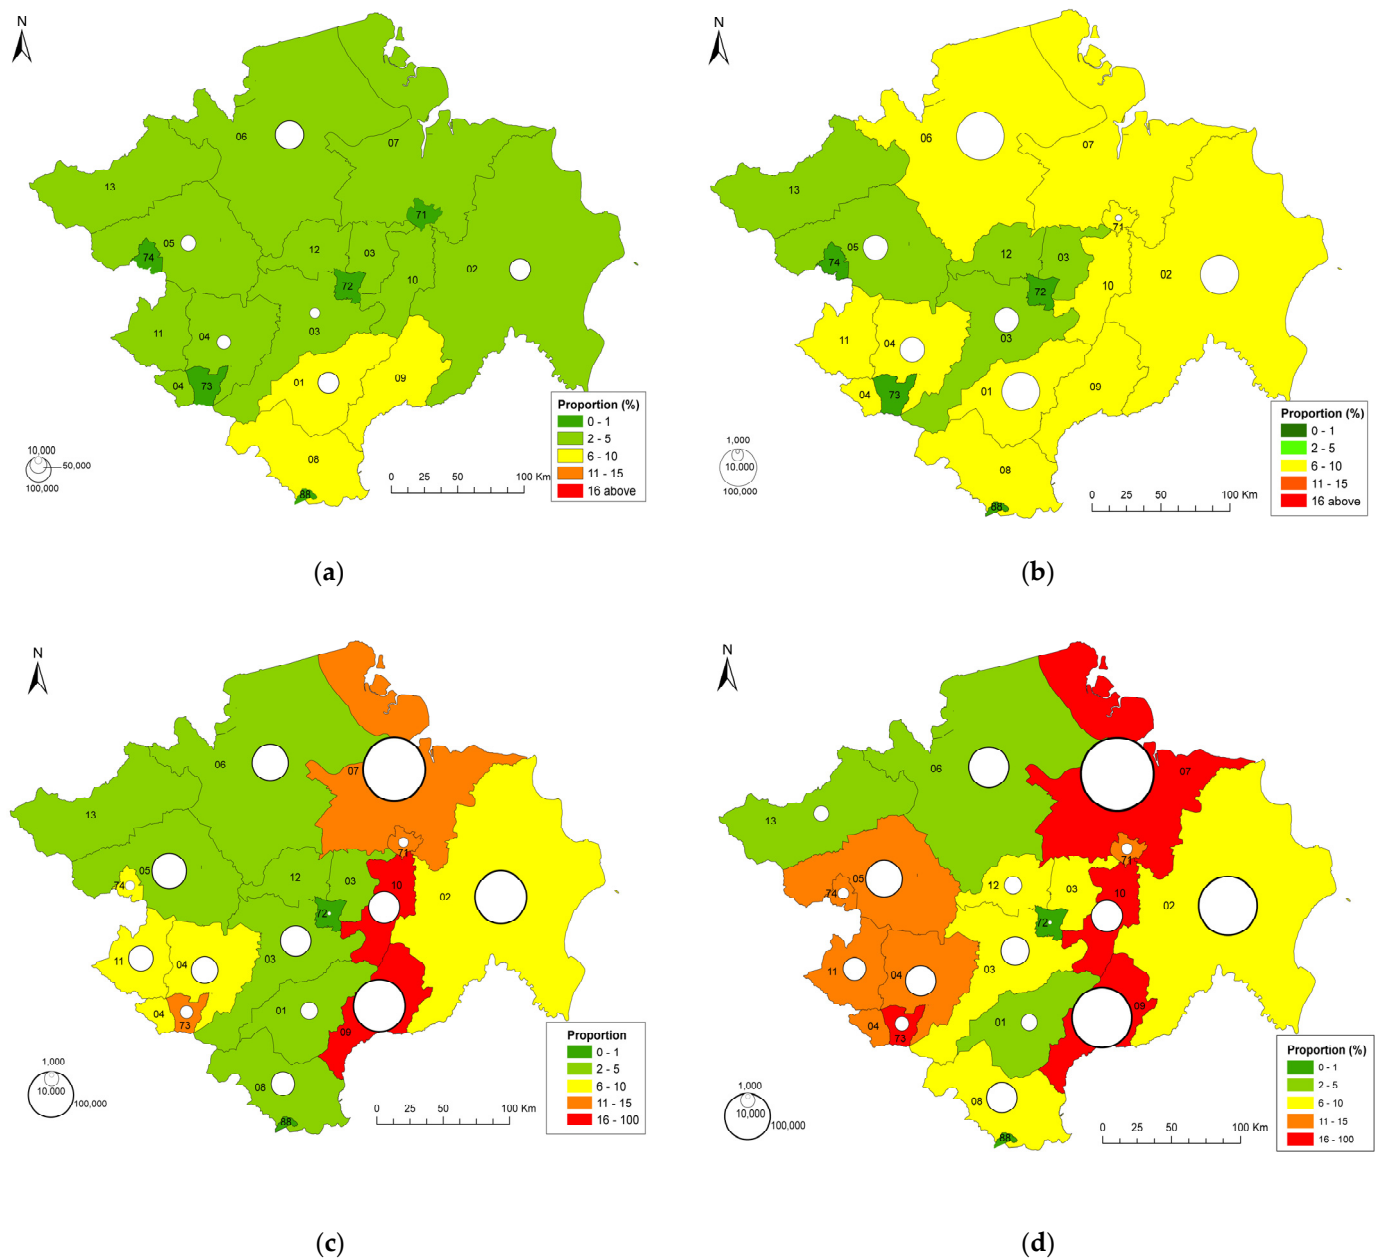 N
06
07
13
71
05
12
03
74
10
02
72
03
11
04
04
73
01
09
08
88
10,000
50,000
100,000
0 25 50 100 Km
Proportion (%)
0 - 1
2 - 5
6 - 10
11 - 15
16 above
(a)
N
06
07
13
71
05
12
03
74
10
02
72
03
11
04
04
73
01
09
08
88
1,000
10,000
100,000
0 25 50 100 Km
Proportion (%)
0 - 1
2 - 5
6 - 10
11 - 15
16 above
(b)
N
06
07
13
71
05
12
03
74
10
02
72
03
11
04
04
73
01
09
08
88
1,000
10,000
100,000
0 25 50 100 Km
Proportion
0 - 1
2 - 5
6 - 10
11 - 15
16 - 100
(c)
N
06
07
13
71
05
12
03
74
10
02
72
03
11
04
04
73
01
09
08
88
1,000
10,000
100,000
0 25 50 100 Km
Proportion (%)
0 - 1
2 - 5
6 - 10
11 - 15
16 - 100
(d)